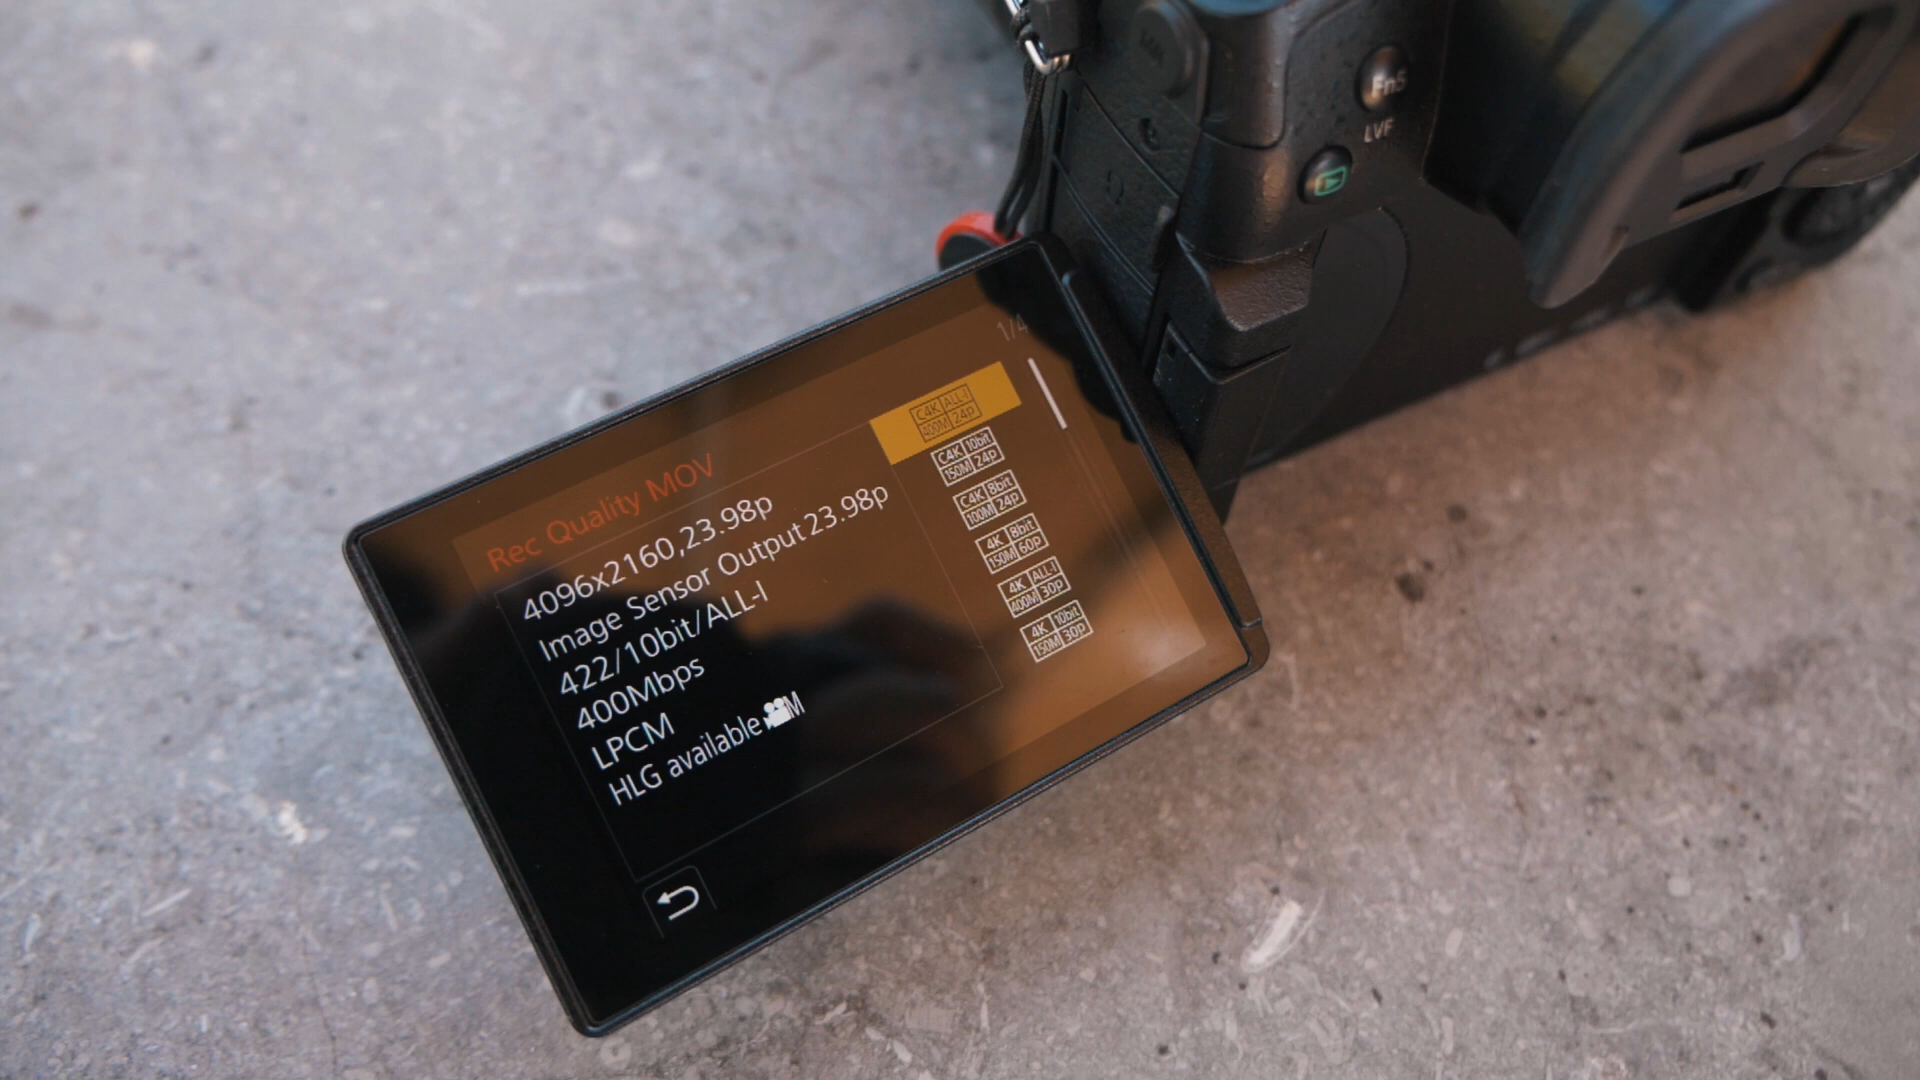 Fn5
LVF
1/4
Rec Quality MOV
4096x2160,23.98p
Image Sensor Output 23.98p
422/10bit/ALL-I
400Mbps
LPCM
HLG available M
C4K ALL-I
400M 24p
C4K 10bit
150M 24p
C4K 8bit
100M 24p
4K 8bit
150M 60p
4K ALL-I
400M 30p
4K 10bit
150M 30p